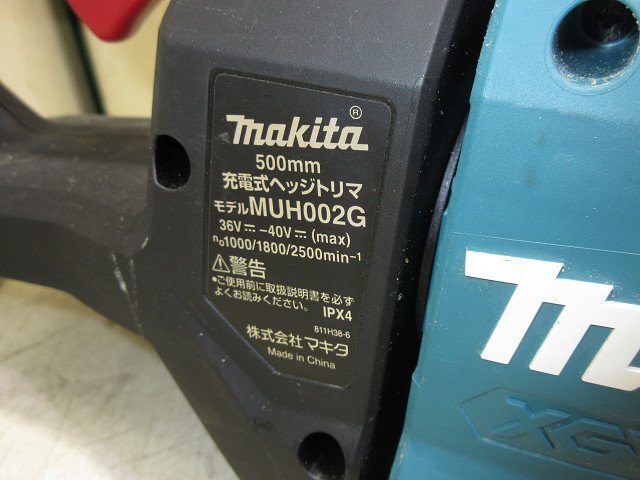 makita®
500mm
充電式ヘッジトリマ
モデルMUH002G
36V⎓-40V⎓(max)
n₀1000/1800/2500min⁻¹
⚠警告
•ご使用前に取扱説明書を必ず
よくお読みください。 IPX4
811H38-6
株式会社マキタ
Made in China
XG